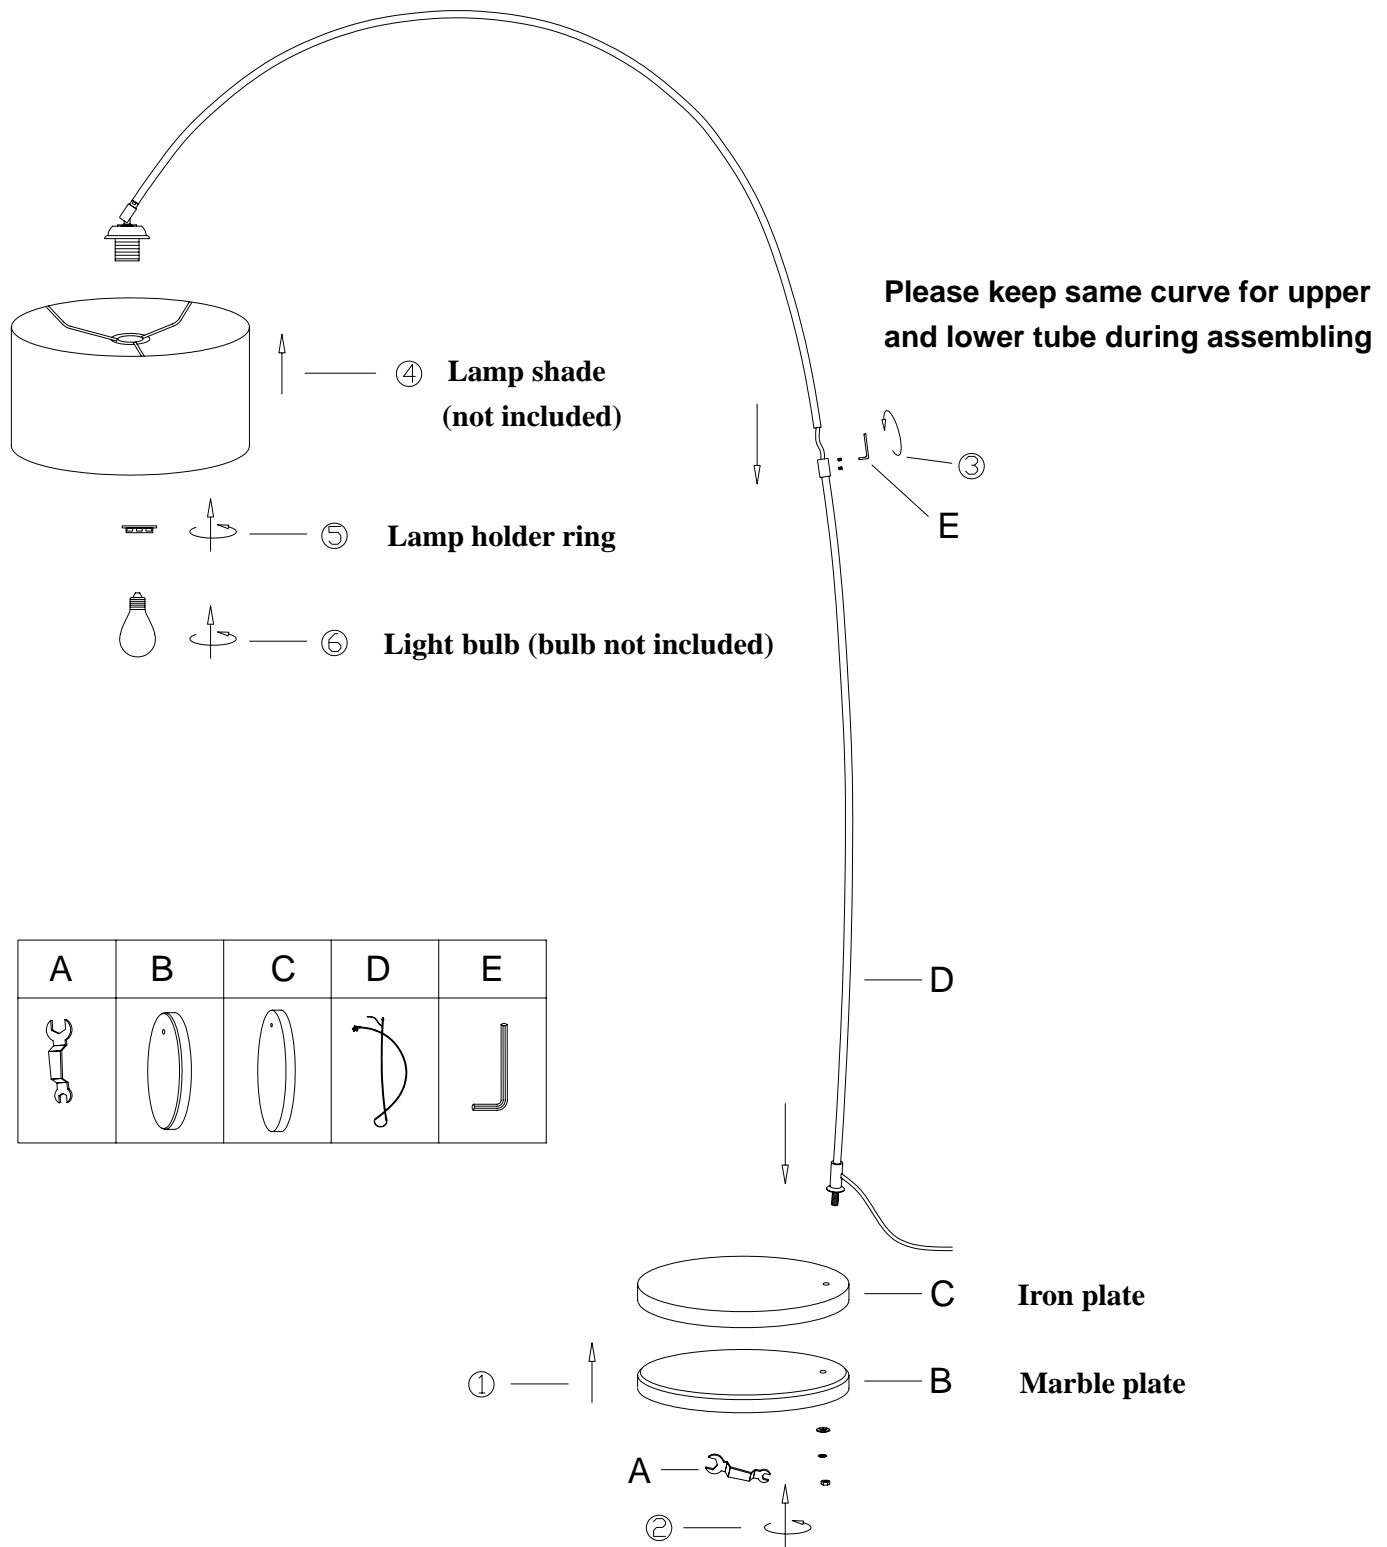 Please keep same curve for upper
and lower tube during assembling
④ Lamp shade
(not included)
③
E
⑤ Lamp holder ring
⑥ Light bulb (bulb not included)
A B C D E
D
C Iron plate
① B Marble plate
A
②